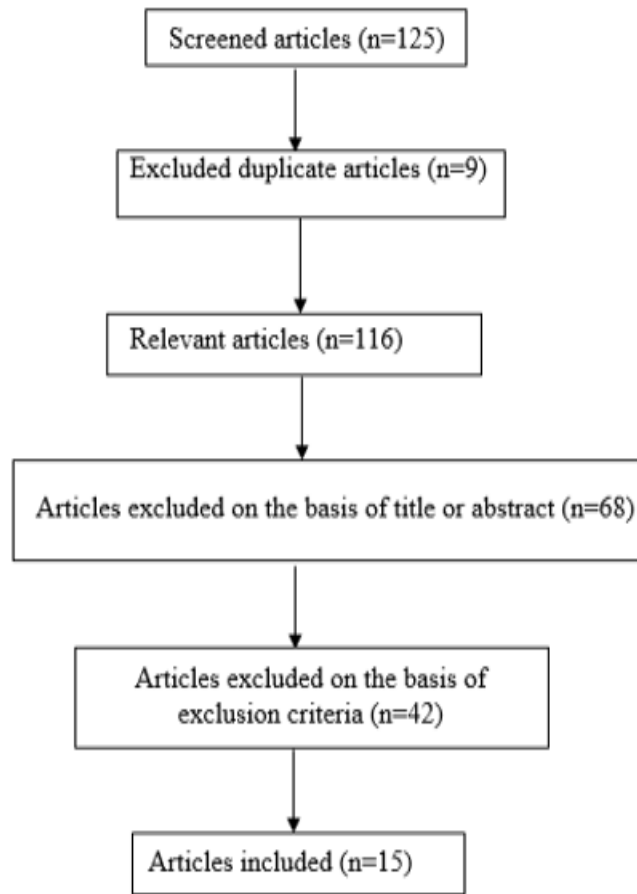 Screened articles (n=125)
Excluded duplicate articles (n=9)
Relevant articles (n=116)
Articles excluded on the basis of title or abstract (n=68)
Articles excluded on the basis of
exclusion criteria (n=42)
Articles included (n=15)